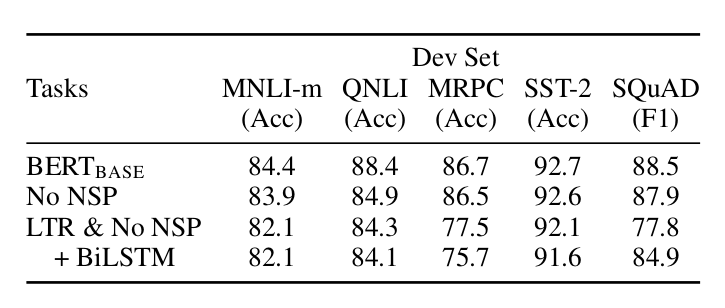 Dev Set
Tasks MNLI-m QNLI MRPC SST-2 SQuAD
(Acc) (Acc) (Acc) (Acc) (F1)
BERTBASE 84.4 88.4 86.7 92.7 88.5
No NSP 83.9 84.9 86.5 92.6 87.9
LTR & No NSP 82.1 84.3 77.5 92.1 77.8
+ BiLSTM 82.1 84.1 75.7 91.6 84.9